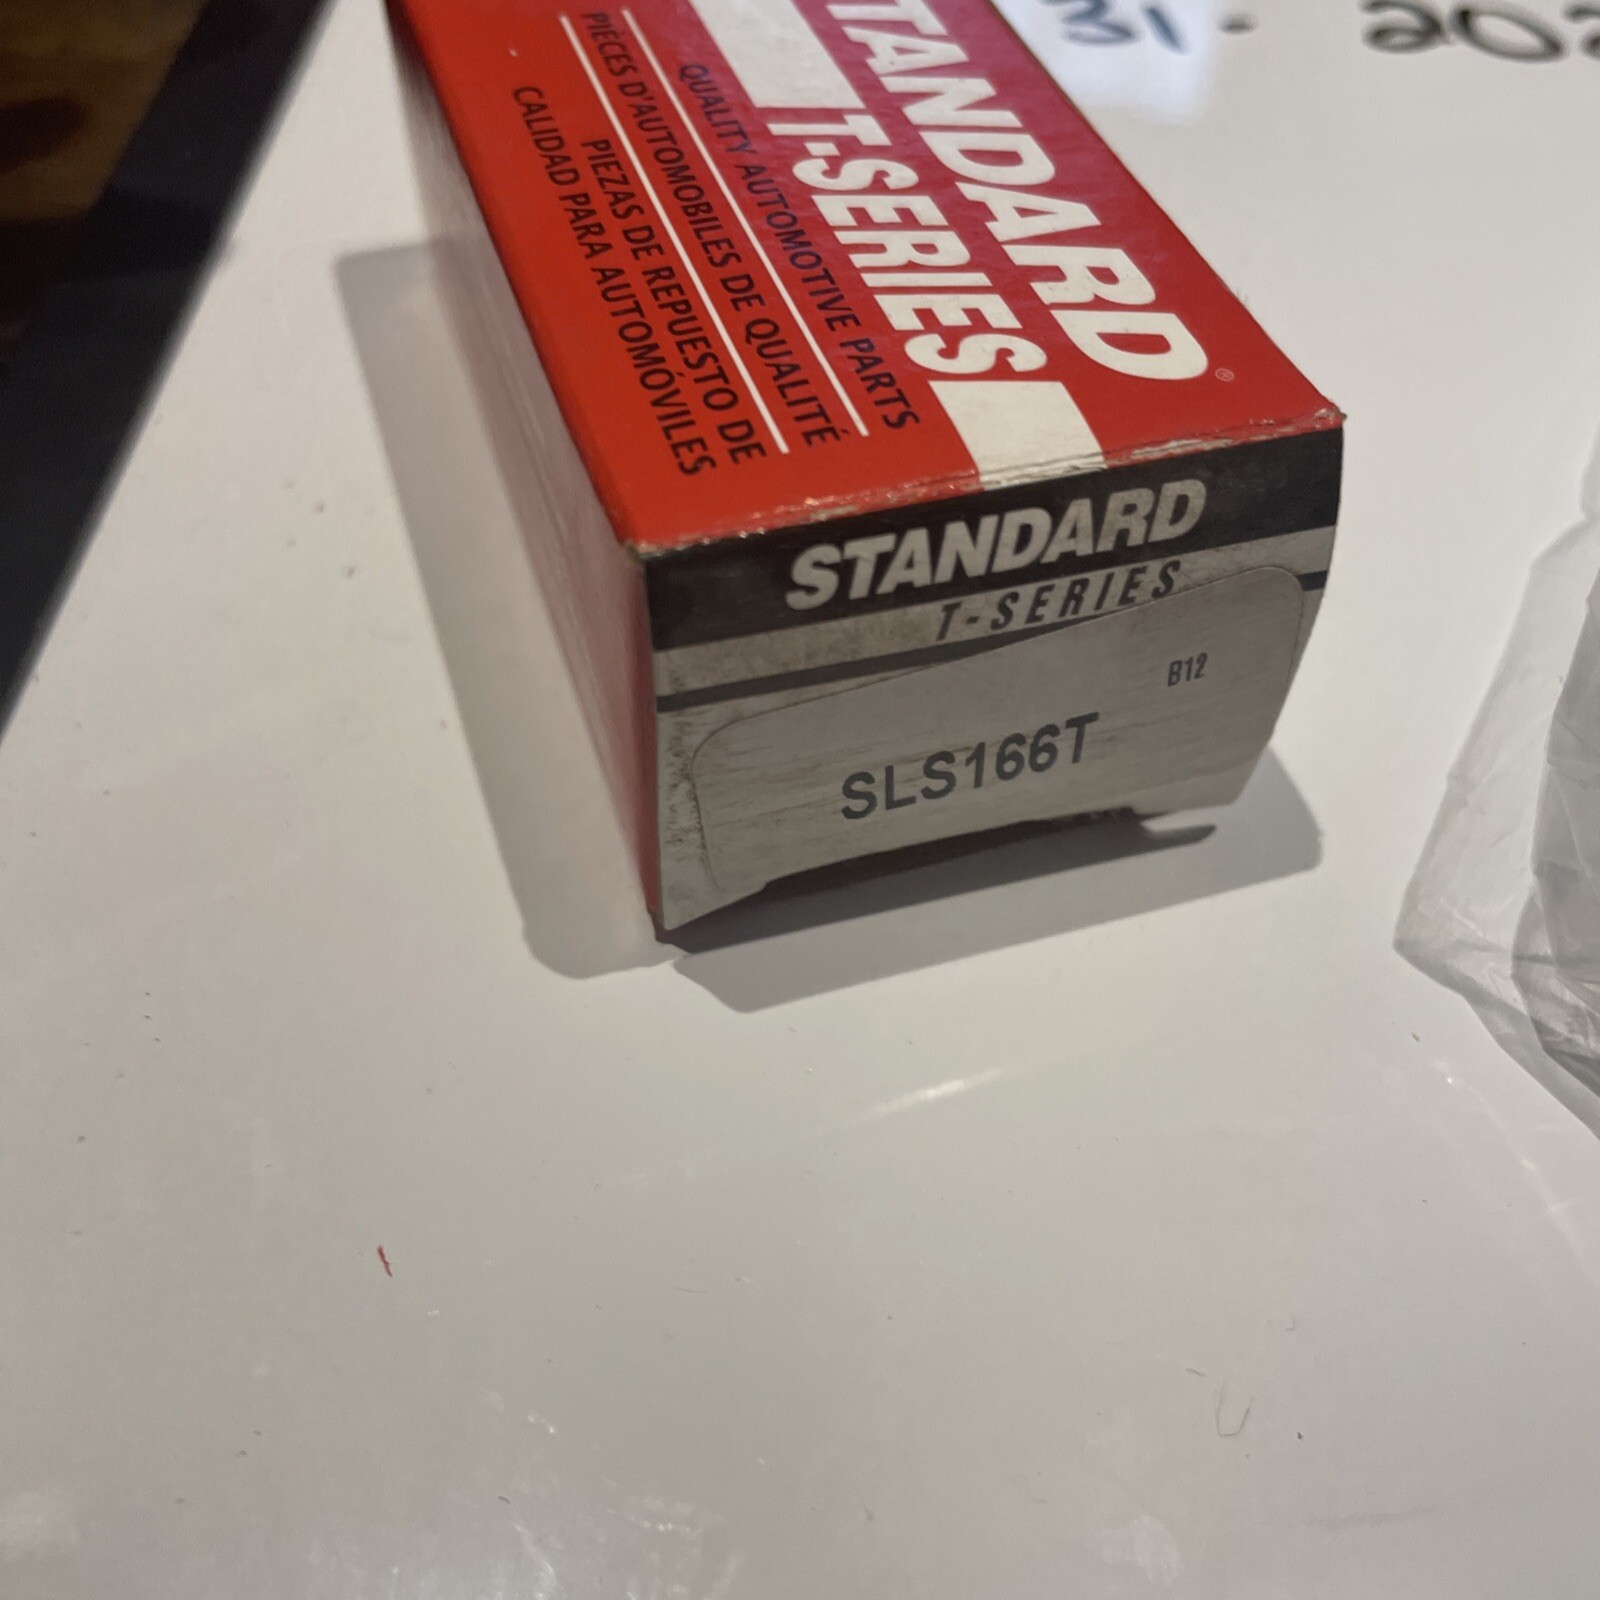 TANDARD®
T-SERIES
QUALITY AUTOMOTIVE PARTS
PIÈCES D'AUTOMOBILES DE QUALITÉ
PIEZAS DE REPUESTO DE
CALIDAD PARA AUTOMÓVILES
STANDARD
T-SERIES
B12
SLS166T